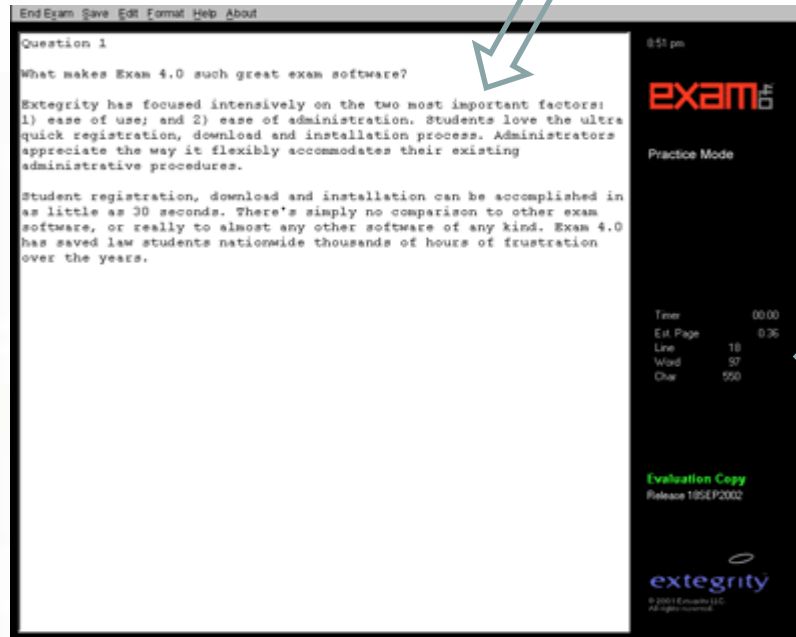 End Exam Save Edit Format Help About
Question 1
What makes Exam 4.0 such great exam software?
Extegrity has focused intensively on the two most important factors:
1) ease of use; and 2) ease of administration. Students love the ultra
quick registration, download and installation process. Administrators
appreciate the way it flexibly accommodates their existing
administrative procedures.
Student registration, download and installation can be accomplished in
as little as 30 seconds. There's simply no comparison to other exam
software, or really to almost any other software of any kind. Exam 4.0
has saved law students nationwide thousands of hours of frustration
over the years.
8:51 pm
exam
Practice Mode
Timer 00:00
Est. Page 0.36
Line 18
Word 97
Char 550
Evaluation Copy
Release 18SEP2002
extegrity
© 2001 Extegrity LLC.
All rights reserved.